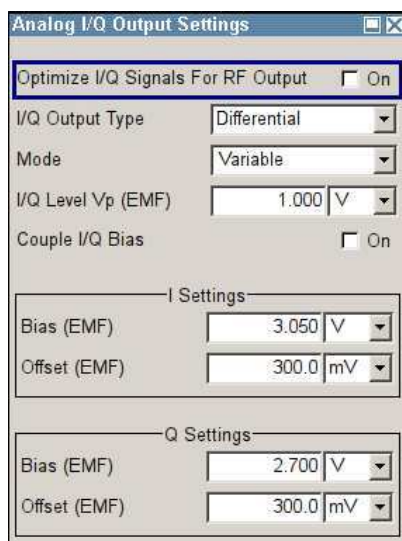 Analog I/Q Output Settings
Optimize I/Q Signals For RF Output On
I/Q Output Type Differential
Mode Variable
I/Q Level Vp (EMF) 1.000 V
Couple I/Q Bias On
I Settings
Bias (EMF) 3.050 V
Offset (EMF) 300.0 mV
Q Settings
Bias (EMF) 2.700 V
Offset (EMF) 300.0 mV